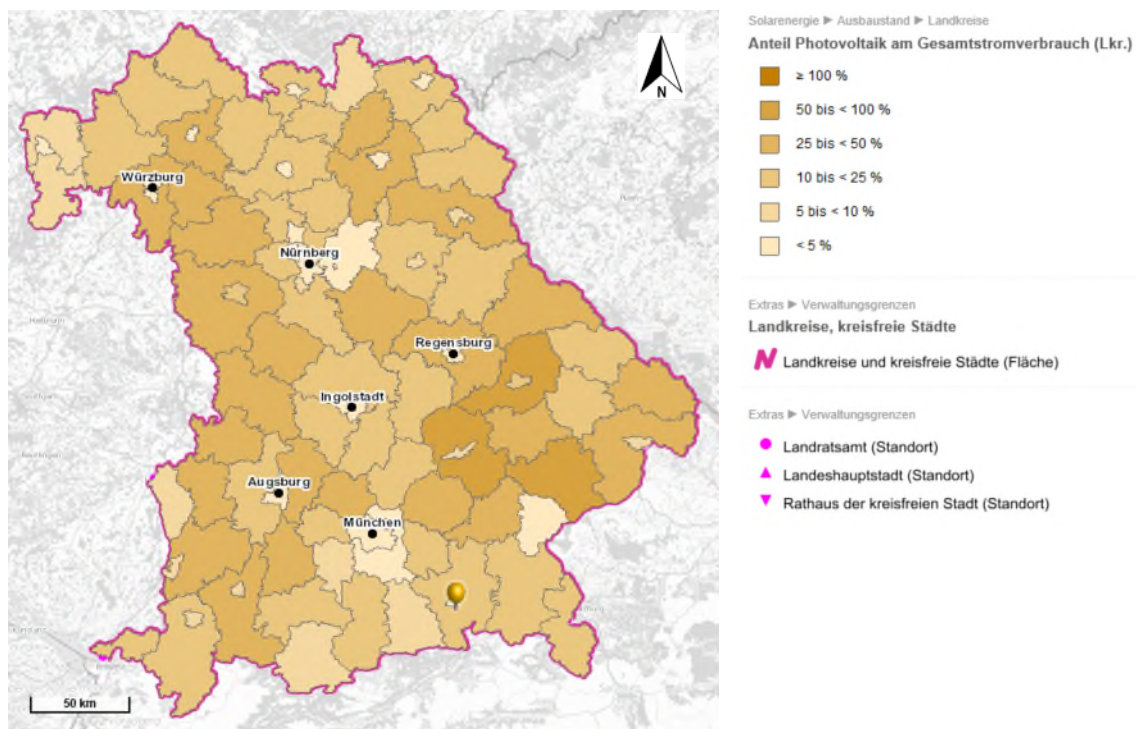 Würzburg
Nürnberg
Regensburg
Ingolstadt
Augsburg
München
N
50 km
Solarenergie ▶ Ausbaustand ▶ Landkreise
Anteil Photovoltaik am Gesamtstromverbrauch (Lkr.)
≥ 100 %
50 bis < 100 %
25 bis < 50 %
10 bis < 25 %
5 bis < 10 %
< 5 %
Extras ▶ Verwaltungsgrenzen
Landkreise, kreisfreie Städte
Landkreise und kreisfreie Städte (Fläche)
Extras ▶ Verwaltungsgrenzen
Landratsamt (Standort)
Landeshauptstadt (Standort)
Rathaus der kreisfreien Stadt (Standort)